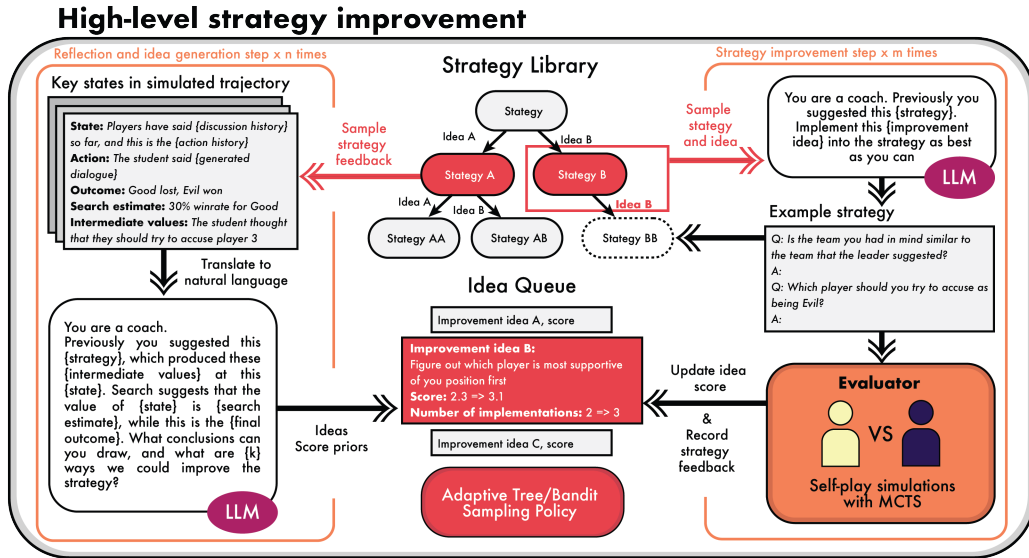 High-level strategy improvement
Reflection and idea generation step x n times
Key states in simulated trajectory
State: Players have said {discussion history}
so far, and this is the {action history}
Action: The student said {generated
dialogue}
Outcome: Good lost, Evil won
Search estimate: 30% winrate for Good
Intermediate values: The student thought
that they should try to accuse player 3
Translate to
natural language
You are a coach.
Previously you suggested this
{strategy}, which produced these
{intermediate values} at this
{state}. Search suggests that the
value of {state} is {search
estimate}, while this is the {final
outcome}. What conclusions can
you draw, and what are {k}
ways we could improve the
strategy?
LLM
Sample
strategy
feedback
Ideas
Score priors
Strategy Library
Stategy
Idea A
Idea B
Stategy A
Stategy B
Idea A
Idea B
Idea B
Stategy AA
Stategy AB
Stategy BB
Idea Queue
Improvement idea A, score
Improvement idea B:
Figure out which player is most supportive
of you position first
Score: 2.3 => 3.1
Number of implementations: 2 => 3
Improvement idea C, score
Adaptive Tree/Bandit
Sampling Policy
Strategy improvement step x m times
Sample
stategy
and idea
You are a coach. Previously you
suggested this {strategy}.
Implement this {improvement
idea} into the strategy as best
as you can
LLM
Example strategy
Q: Is the team you had in mind similar to
the team that the leader suggested?
A:
Q: Which player should you try to accuse as
being Evil?
A:
Update idea
score
&
Record
strategy
feedback
Evaluator
VS
Self-play simulations
with MCTS